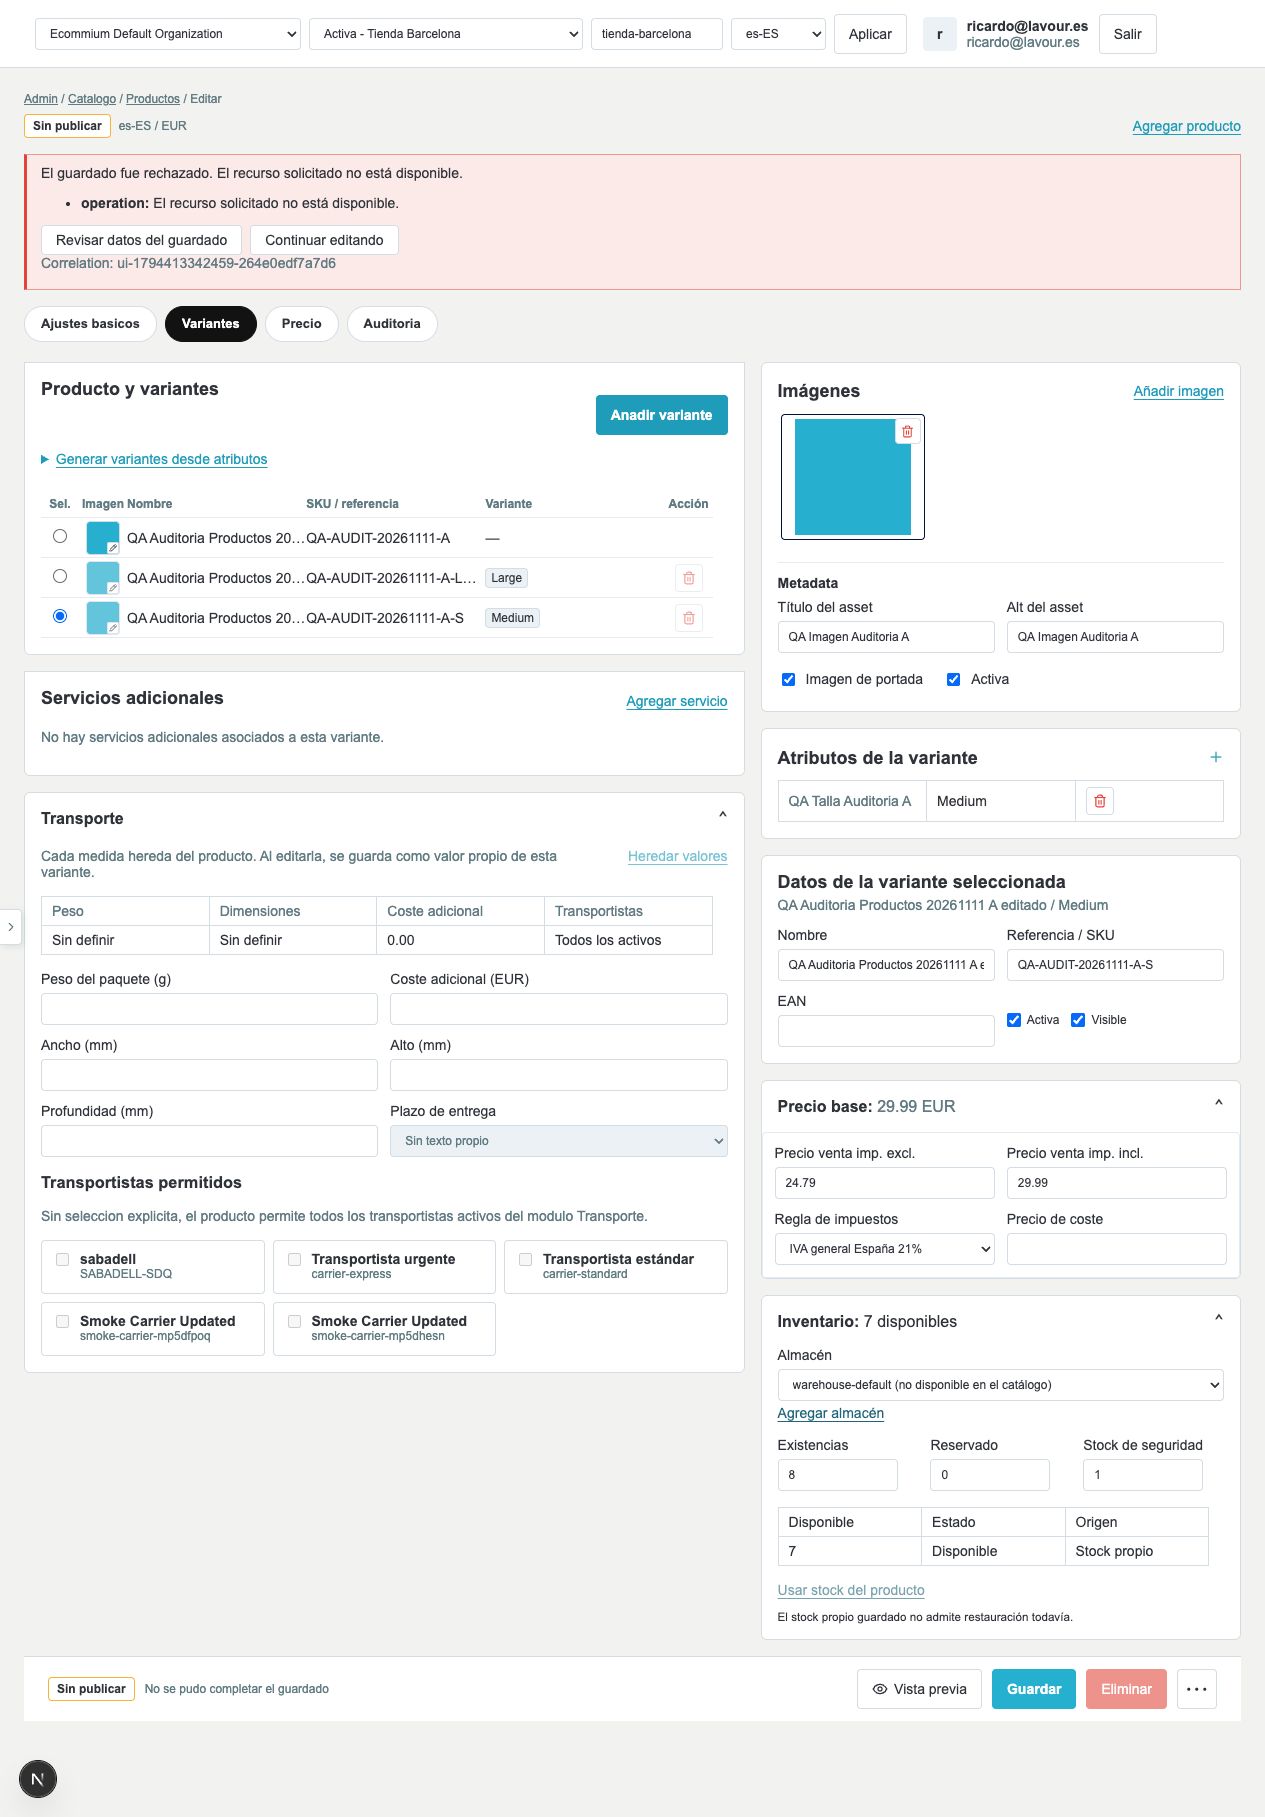 Ecommium Default Organization
Activa - Tienda Barcelona
tienda-barcelona
es-ES
Aplicar
r
ricardo@lavour.es
ricardo@lavour.es
Salir
Admin / Catalogo / Productos / Editar
Sin publicar
es-ES / EUR
Agregar producto
El guardado fue rechazado. El recurso solicitado no está disponible.
• operation: El recurso solicitado no está disponible.
Revisar datos del guardado
Continuar editando
Correlation: ui-1794413342459-264e0edf7a7d6
Ajustes basicos
Variantes
Precio
Auditoria
Producto y variantes
Anadir variante
Generar variantes desde atributos
Sel. Imagen Nombre SKU / referencia Variante Acción
QA Auditoria Productos 20... QA-AUDIT-20261111-A —
QA Auditoria Productos 20... QA-AUDIT-20261111-A-L... Large
QA Auditoria Productos 20... QA-AUDIT-20261111-A-S Medium
Servicios adicionales
Agregar servicio
No hay servicios adicionales asociados a esta variante.
Transporte
Cada medida hereda del producto. Al editarla, se guarda como valor propio de esta
variante.
Heredar valores
Peso Dimensiones Coste adicional Transportistas
Sin definir Sin definir 0.00 Todos los activos
Peso del paquete (g)
Coste adicional (EUR)
Ancho (mm)
Alto (mm)
Profundidad (mm)
Plazo de entrega
Sin texto propio
Transportistas permitidos
Sin seleccion explicita, el producto permite todos los transportistas activos del modulo Transporte.
sabadell
SABADELL-SDQ
Transportista urgente
carrier-express
Transportista estándar
carrier-standard
Smoke Carrier Updated
smoke-carrier-mp5dfpoq
Smoke Carrier Updated
smoke-carrier-mp5dhesn
Imágenes
Añadir imagen
Metadata
Título del asset
Alt del asset
QA Imagen Auditoria A
QA Imagen Auditoria A
Imagen de portada
Activa
Atributos de la variante
+
QA Talla Auditoria A Medium
Datos de la variante seleccionada
QA Auditoria Productos 20261111 A editado / Medium
Nombre
Referencia / SKU
QA Auditoria Productos 20261111 A e
QA-AUDIT-20261111-A-S
EAN
Activa
Visible
Precio base: 29.99 EUR
Precio venta imp. excl.
Precio venta imp. incl.
24.79
29.99
Regla de impuestos
Precio de coste
IVA general España 21%
Inventario: 7 disponibles
Almacén
warehouse-default (no disponible en el catálogo)
Agregar almacén
Existencias
Reservado
Stock de seguridad
8
0
1
Disponible Estado Origen
7 Disponible Stock propio
Usar stock del producto
El stock propio guardado no admite restauración todavía.
Sin publicar
No se pudo completar el guardado
Vista previa
Guardar
Eliminar
···
N